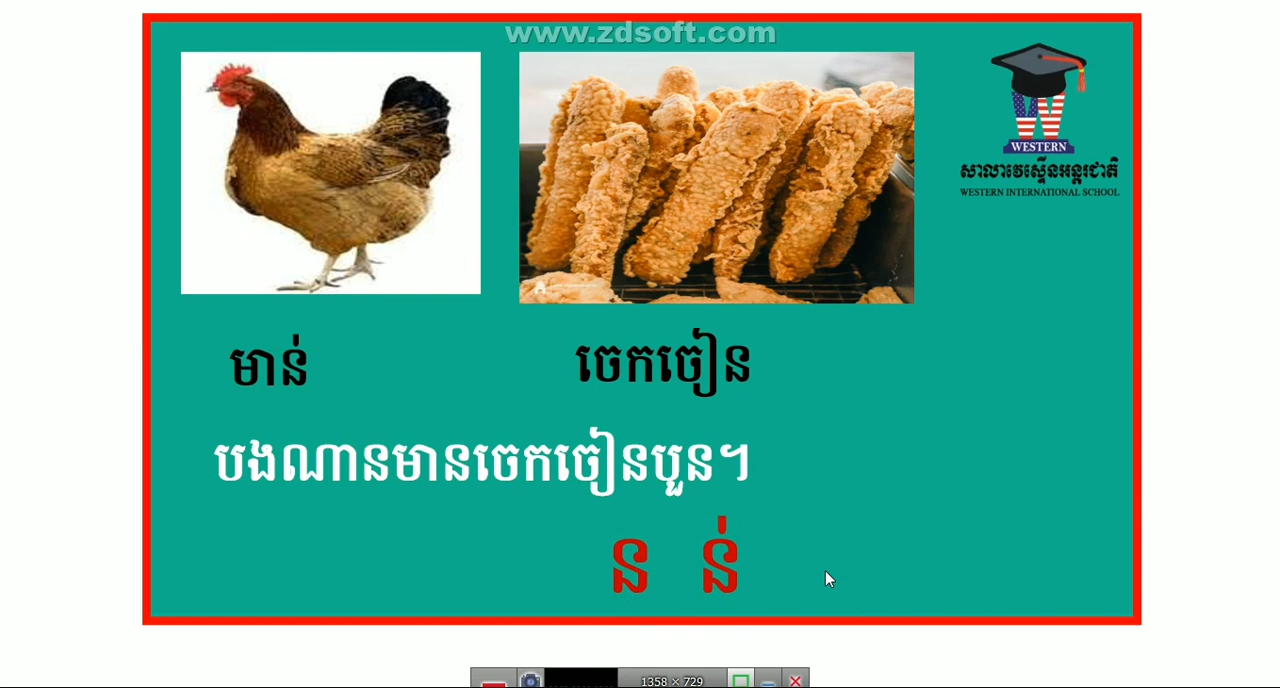 www.zdsoft.com
WESTERN
សាលាវេស្ទើនអន្តរជាតិ
WESTERN INTERNATIONAL SCHOOL
មាន់
ចេកចៀន
បងណានមានចេកចៀនបួន។
ន ន់
1358 × 729